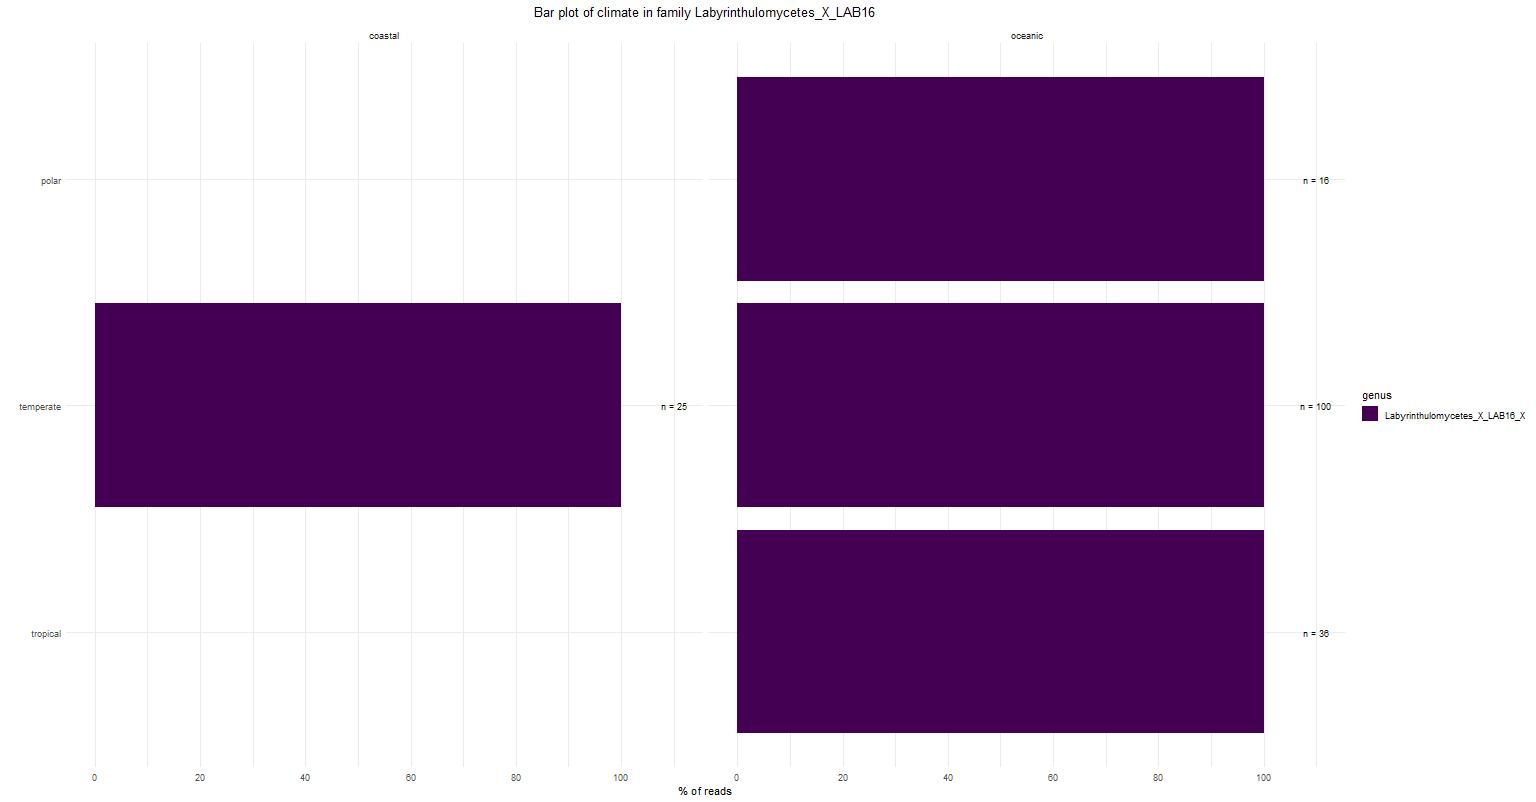 Bar plot of climate in family Labyrinthulomycetes_X_LAB16
coastal
oceanic
polar
n = 16
temperate
n = 25
n = 100
genus
Labyrinthulomycetes_X_LAB16_X
tropical
n = 36
0 20 40 60 80 100 0 20 40 60 80 100
% of reads